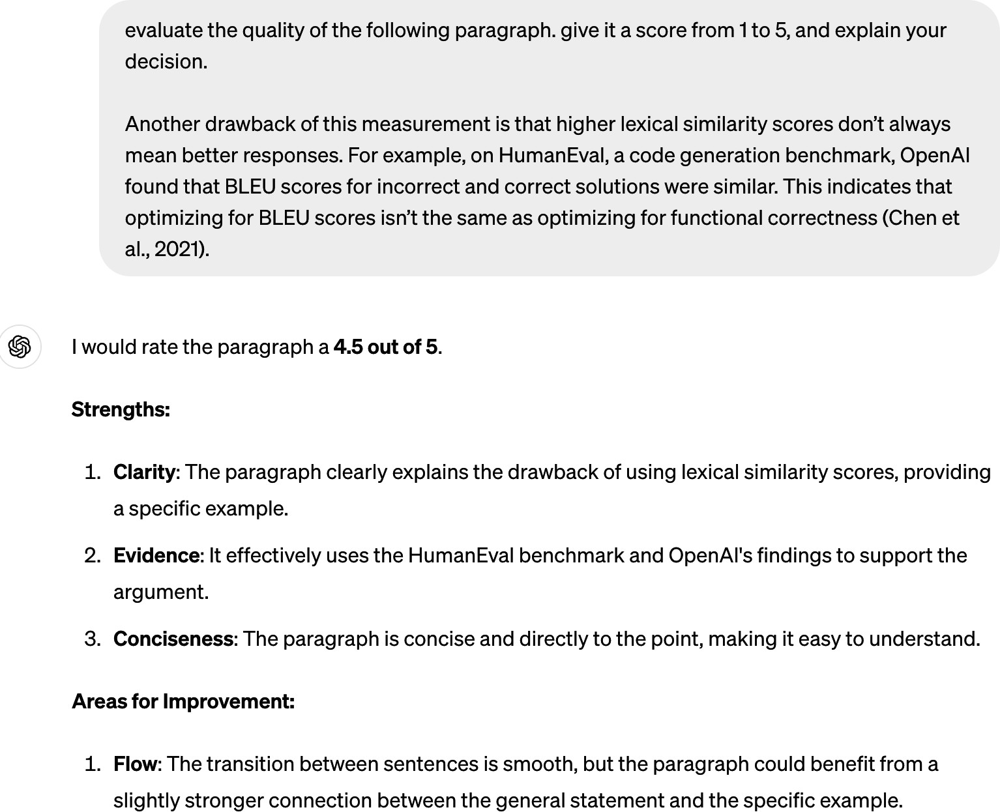 evaluate the quality of the following paragraph. give it a score from 1 to 5, and explain your
decision.
Another drawback of this measurement is that higher lexical similarity scores don’t always
mean better responses. For example, on HumanEval, a code generation benchmark, OpenAI
found that BLEU scores for incorrect and correct solutions were similar. This indicates that
optimizing for BLEU scores isn’t the same as optimizing for functional correctness (Chen et
al., 2021).
I would rate the paragraph a 4.5 out of 5.
Strengths:
1. Clarity: The paragraph clearly explains the drawback of using lexical similarity scores, providing
a specific example.
2. Evidence: It effectively uses the HumanEval benchmark and OpenAI's findings to support the
argument.
3. Conciseness: The paragraph is concise and directly to the point, making it easy to understand.
Areas for Improvement:
1. Flow: The transition between sentences is smooth, but the paragraph could benefit from a
slightly stronger connection between the general statement and the specific example.